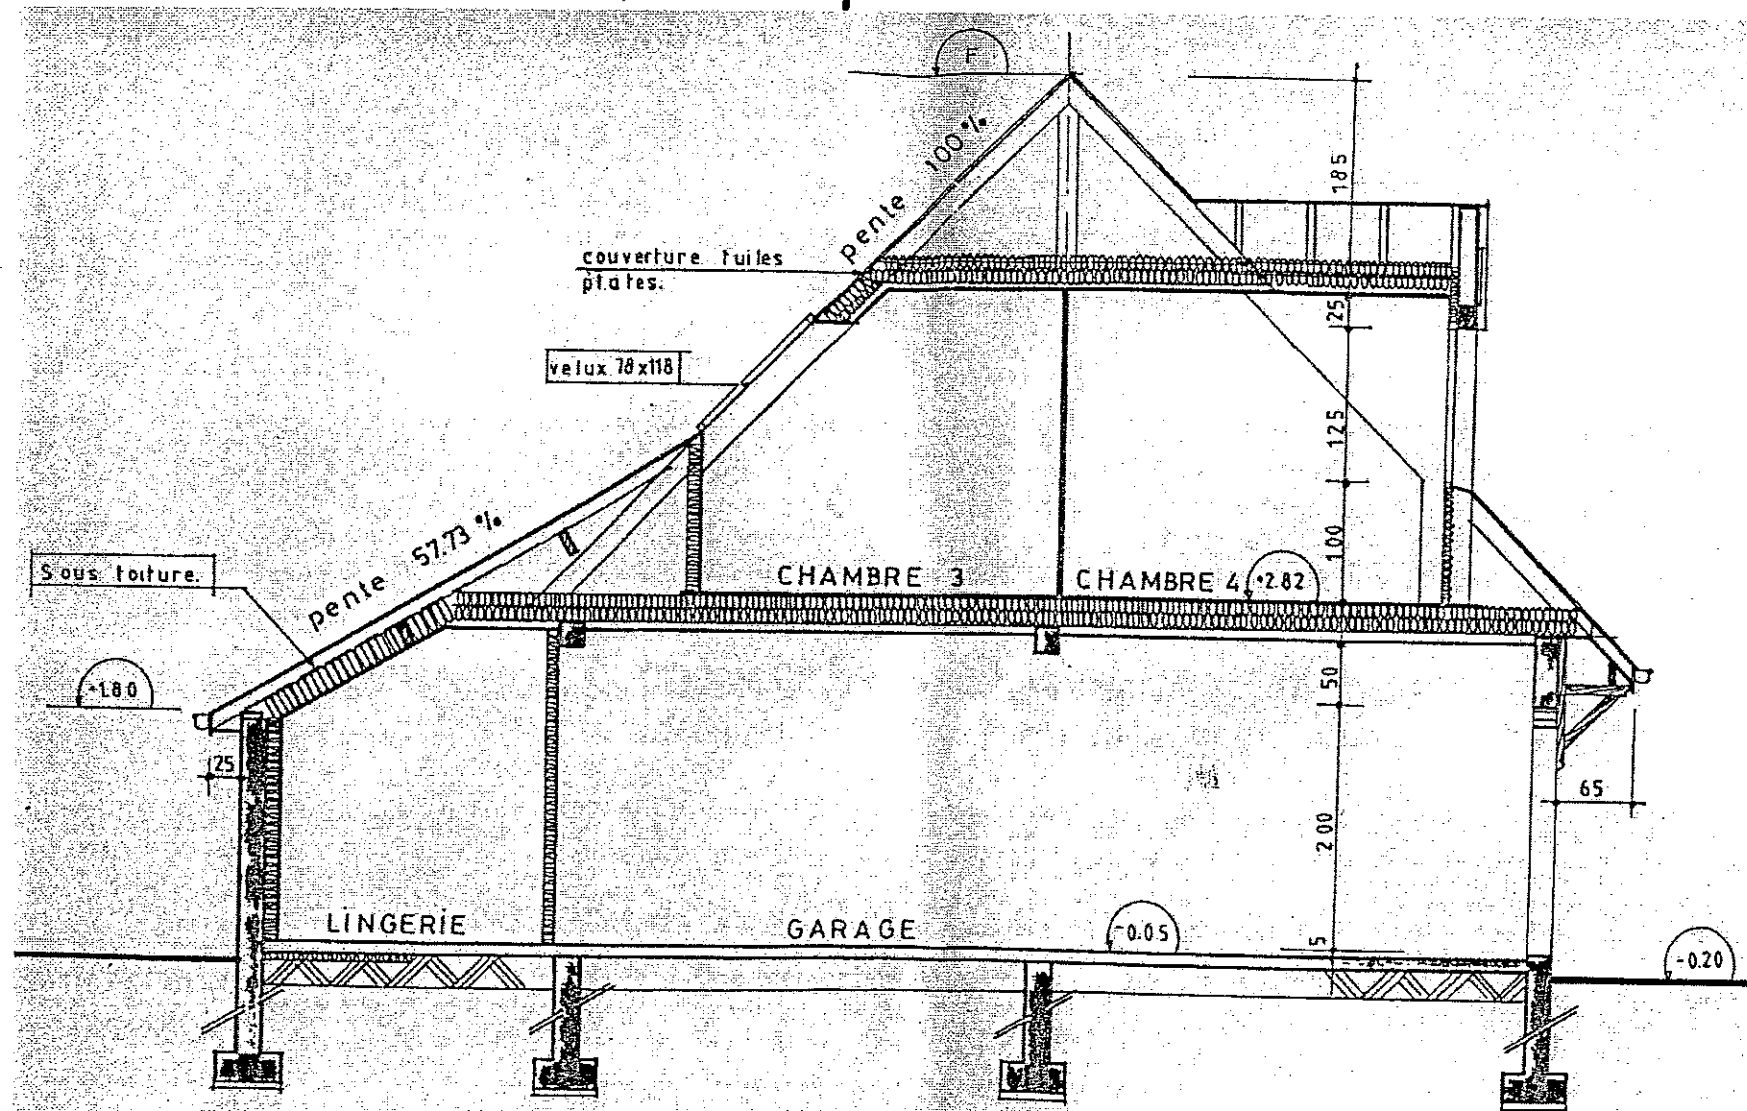 F
pente 100 %
185
couverture tuiles
plates.
25
velux 78x118
125
pente 57.73 %
100
CHAMBRE 3
CHAMBRE 4
+2.82
Sous toiture.
+1.80
50
25
65
200
LINGERIE
GARAGE
-0.05
5
-0.20